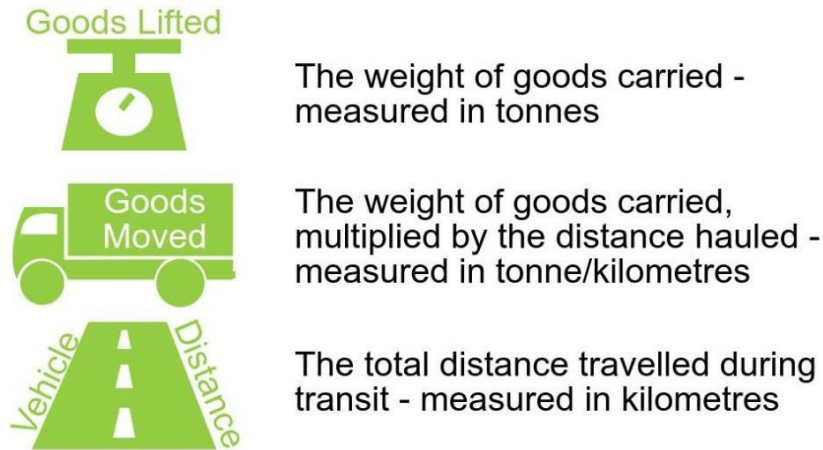 Goods Lifted
The weight of goods carried -
measured in tonnes
Goods
Moved
The weight of goods carried,
multiplied by the distance hauled -
measured in tonne/kilometres
Vehicle
Distance
The total distance travelled during
transit - measured in kilometres